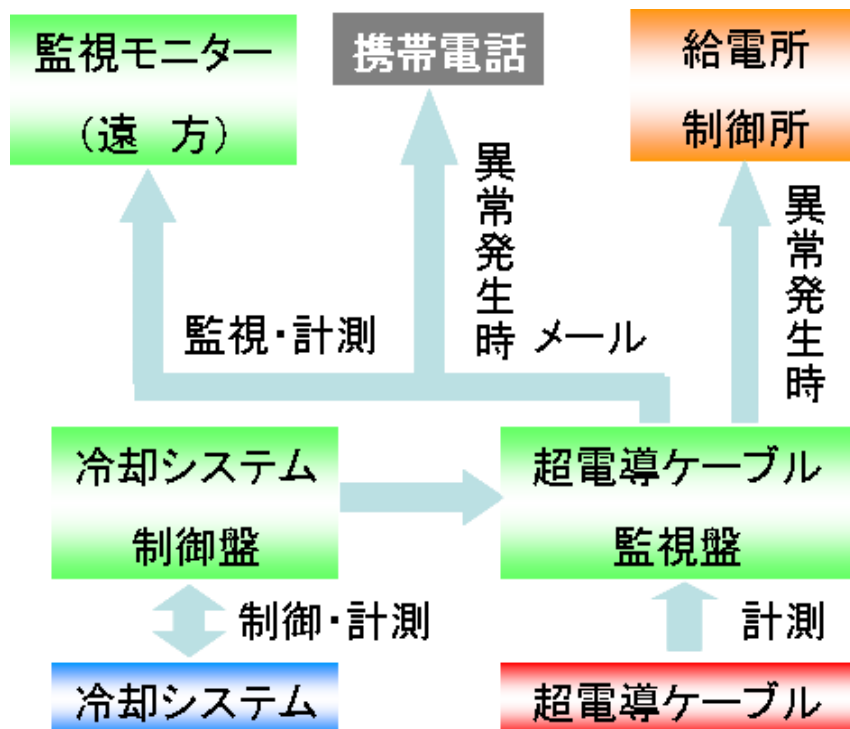 監視モニター
（遠　方）
携帯電話
給電所
制御所
異常発生時
異常発生時
監視・計測
メール
冷却システム
制御盤
超電導ケーブル
監視盤
制御・計測
計測
冷却システム
超電導ケーブル